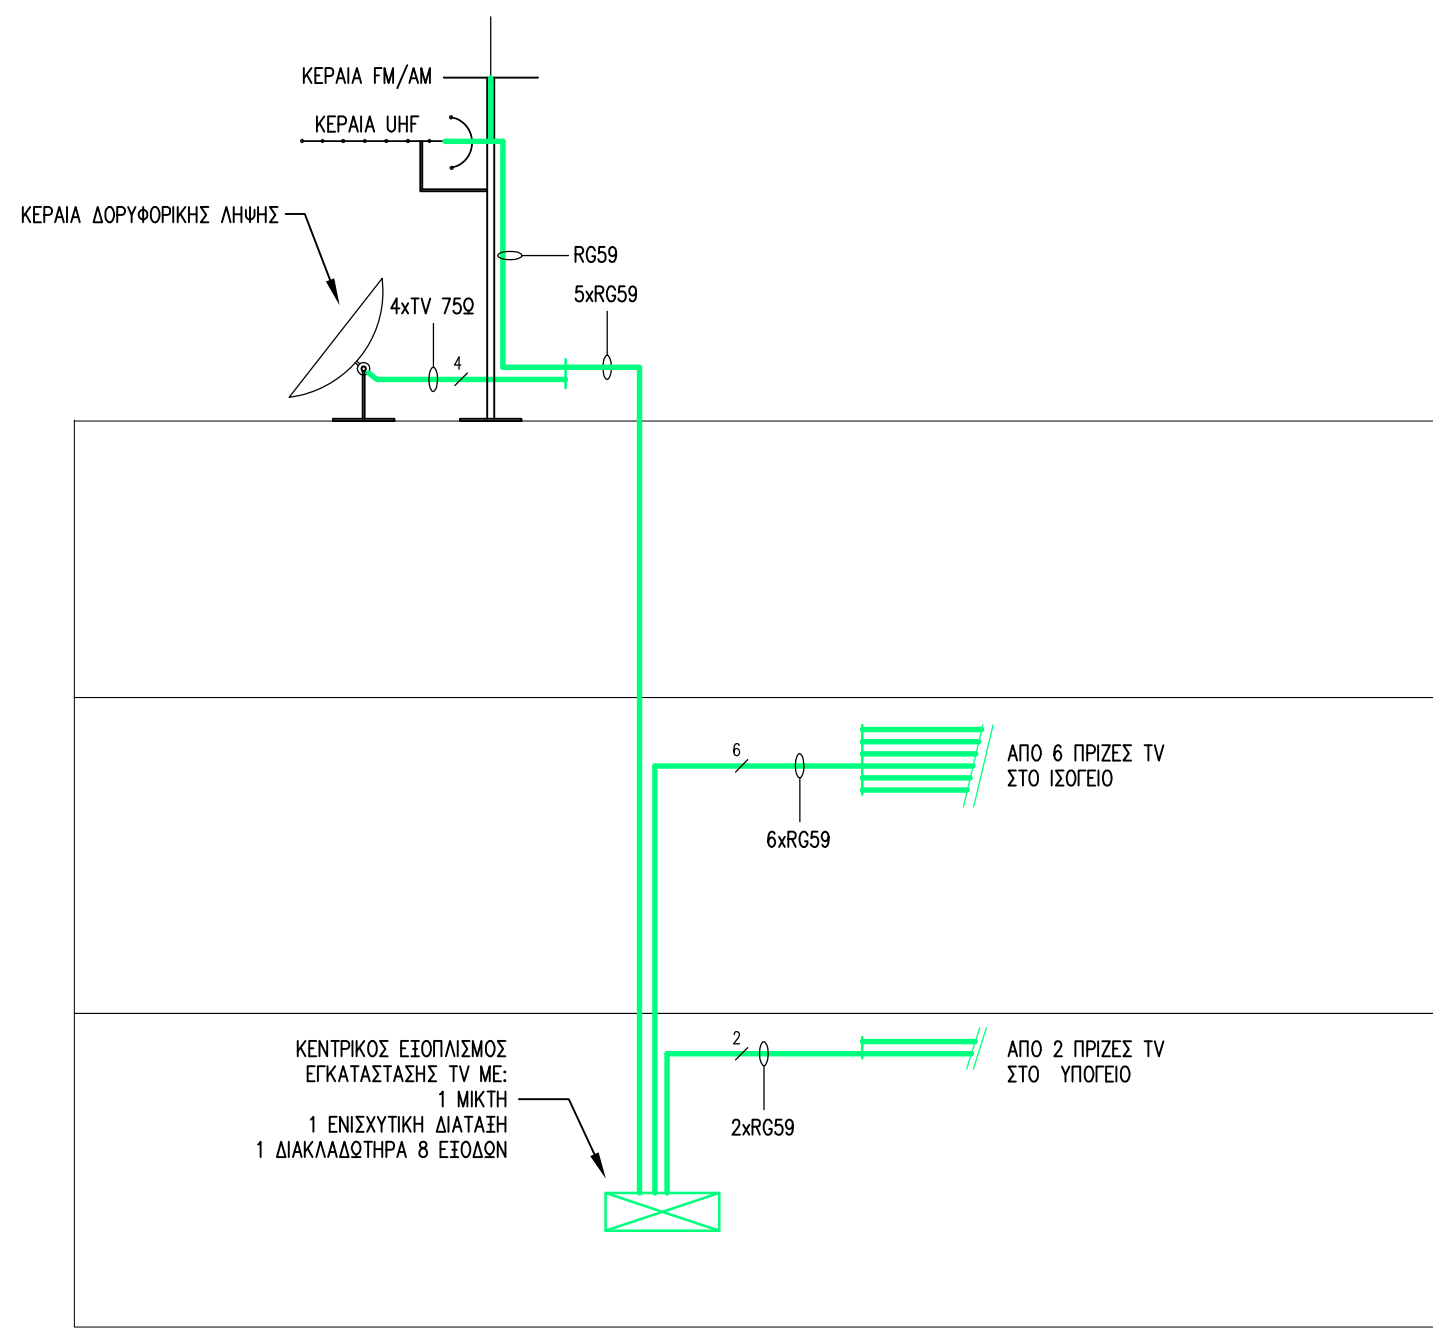 ΚΕΡΑΙΑ FM/AM
ΚΕΡΑΙΑ UHF
ΚΕΡΑΙΑ ΔΟΡΥΦΟΡΙΚΗΣ ΛΗΨΗΣ
RG59
5xRG59
4xTV 75Ω
4
6
ΑΠΟ 6 ΠΡΙΖΕΣ TV
ΣΤΟ ΙΣΟΓΕΙΟ
6xRG59
2
ΑΠΟ 2 ΠΡΙΖΕΣ TV
ΣΤΟ ΥΠΟΓΕΙΟ
2xRG59
ΚΕΝΤΡΙΚΟΣ ΕΞΟΠΛΙΣΜΟΣ
ΕΓΚΑΤΑΣΤΑΣΗΣ TV ΜΕ:
1 ΜΙΚΤΗ
1 ΕΝΙΣΧΥΤΙΚΗ ΔΙΑΤΑΞΗ
1 ΔΙΑΚΛΑΔΩΤΗΡΑ 8 ΕΞΟΔΩΝ